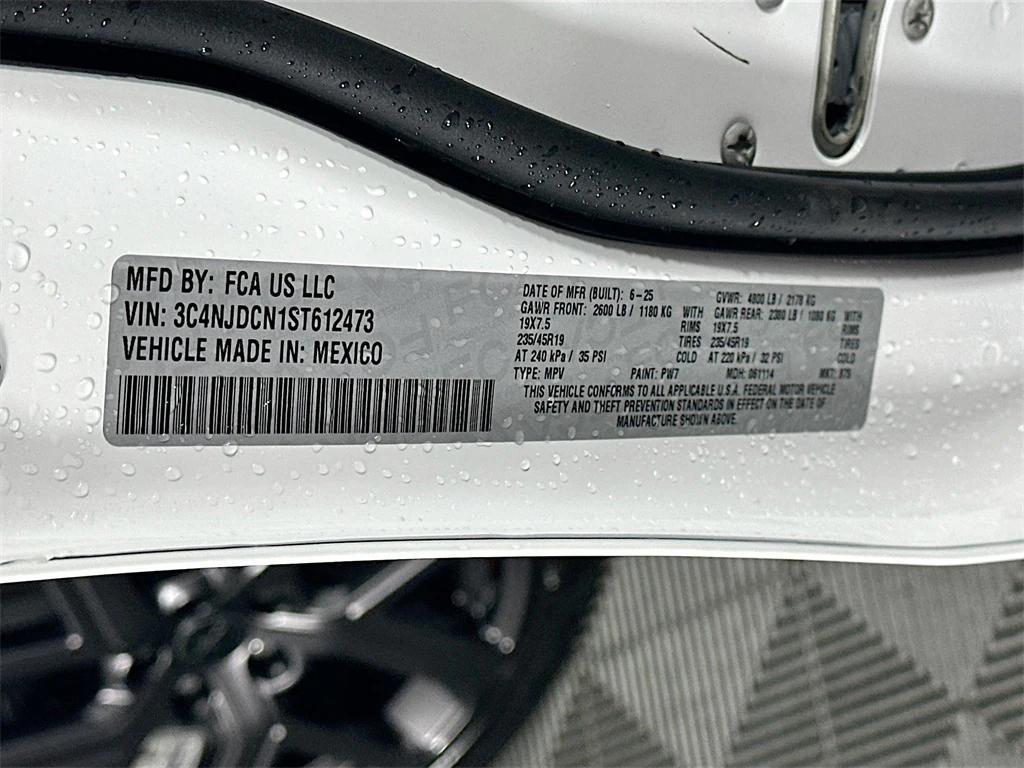 MFD BY: FCA US LLC
VIN: 3C4NJDCN1ST612473
VEHICLE MADE IN: MEXICO
DATE OF MFR (BUILT): 6-25 GVWR: 4800 LB / 2178 KG
GAWR FRONT: 2600 LB / 1180 KG WITH GAWR REAR: 2380 LB / 1080 KG WITH
19X7.5 RIMS 19X7.5 RIMS
235/45R19 TIRES 235/45R19 TIRES
AT 240 kPa / 35 PSI COLD AT 220 kPa / 32 PSI COLD
TYPE: MPV PAINT: PW7 MDH: 061114 MKT: 875
THIS VEHICLE CONFORMS TO ALL APPLICABLE U.S.A. FEDERAL MOTOR VEHICLE
SAFETY AND THEFT PREVENTION STANDARDS IN EFFECT ON THE DATE OF
MANUFACTURE SHOWN ABOVE.